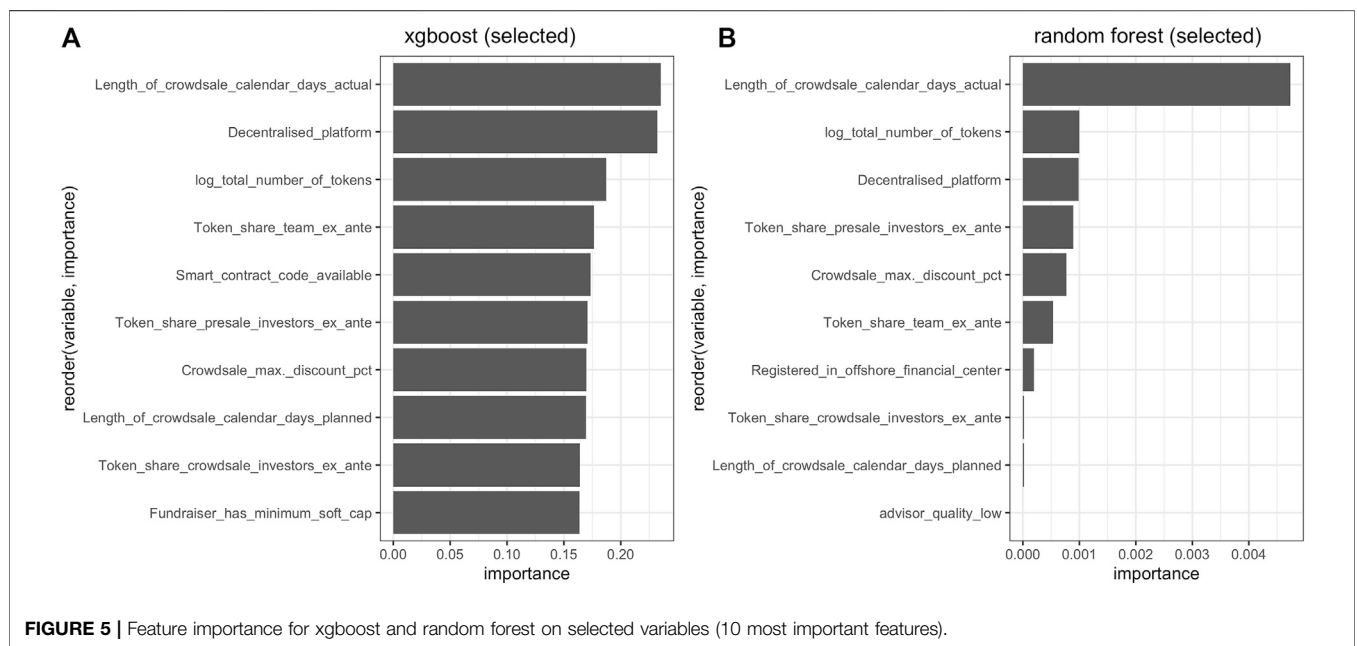 A
xgboost (selected)
reorder(variable, importance)
Length_of_crowdsale_calendar_days_actual
Decentralised_platform
log_total_number_of_tokens
Token_share_team_ex_ante
Smart_contract_code_available
Token_share_presale_investors_ex_ante
Crowdsale_max._discount_pct
Length_of_crowdsale_calendar_days_planned
Token_share_crowdsale_investors_ex_ante
Fundraiser_has_minimum_soft_cap
0.00 0.05 0.10 0.15 0.20
importance
B
random forest (selected)
reorder(variable, importance)
Length_of_crowdsale_calendar_days_actual
log_total_number_of_tokens
Decentralised_platform
Token_share_presale_investors_ex_ante
Crowdsale_max._discount_pct
Token_share_team_ex_ante
Registered_in_offshore_financial_center
Token_share_crowdsale_investors_ex_ante
Length_of_crowdsale_calendar_days_planned
advisor_quality_low
0.000 0.001 0.002 0.003 0.004
importance
FIGURE 5 | Feature importance for xgboost and random forest on selected variables (10 most important features).